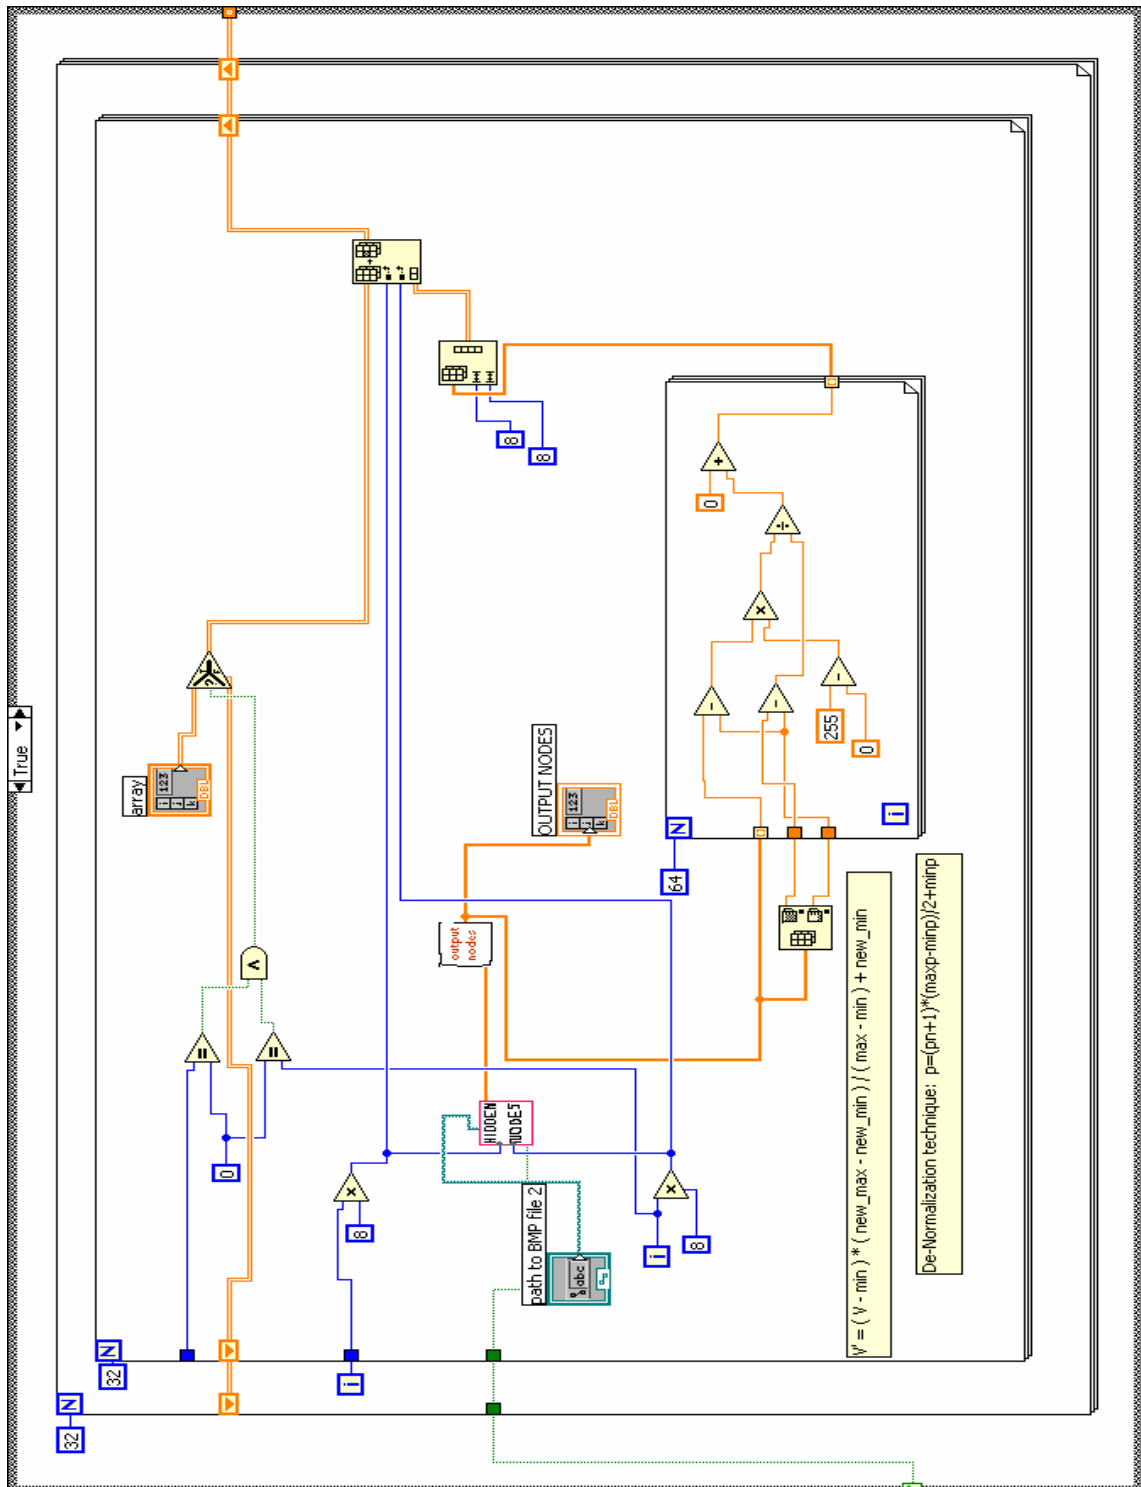 True
32
N
32
N
array
123
i
j
k
DBL
?
=
=
∧
0
i
x
8
8
8
path to BMP file 2
abc
HIDDEN
NODES
output
nodes
OUTPUT NODES
123
i
j
k
DBL
i
x
8
64
N
i
-
-
-
255
0
x
÷
0
+
V' = ( V - min ) * ( new_max - new_min ) / ( max - min ) + new_min
De-Normalization technique: p=(pn+1)*(maxp-minp)/2+minp